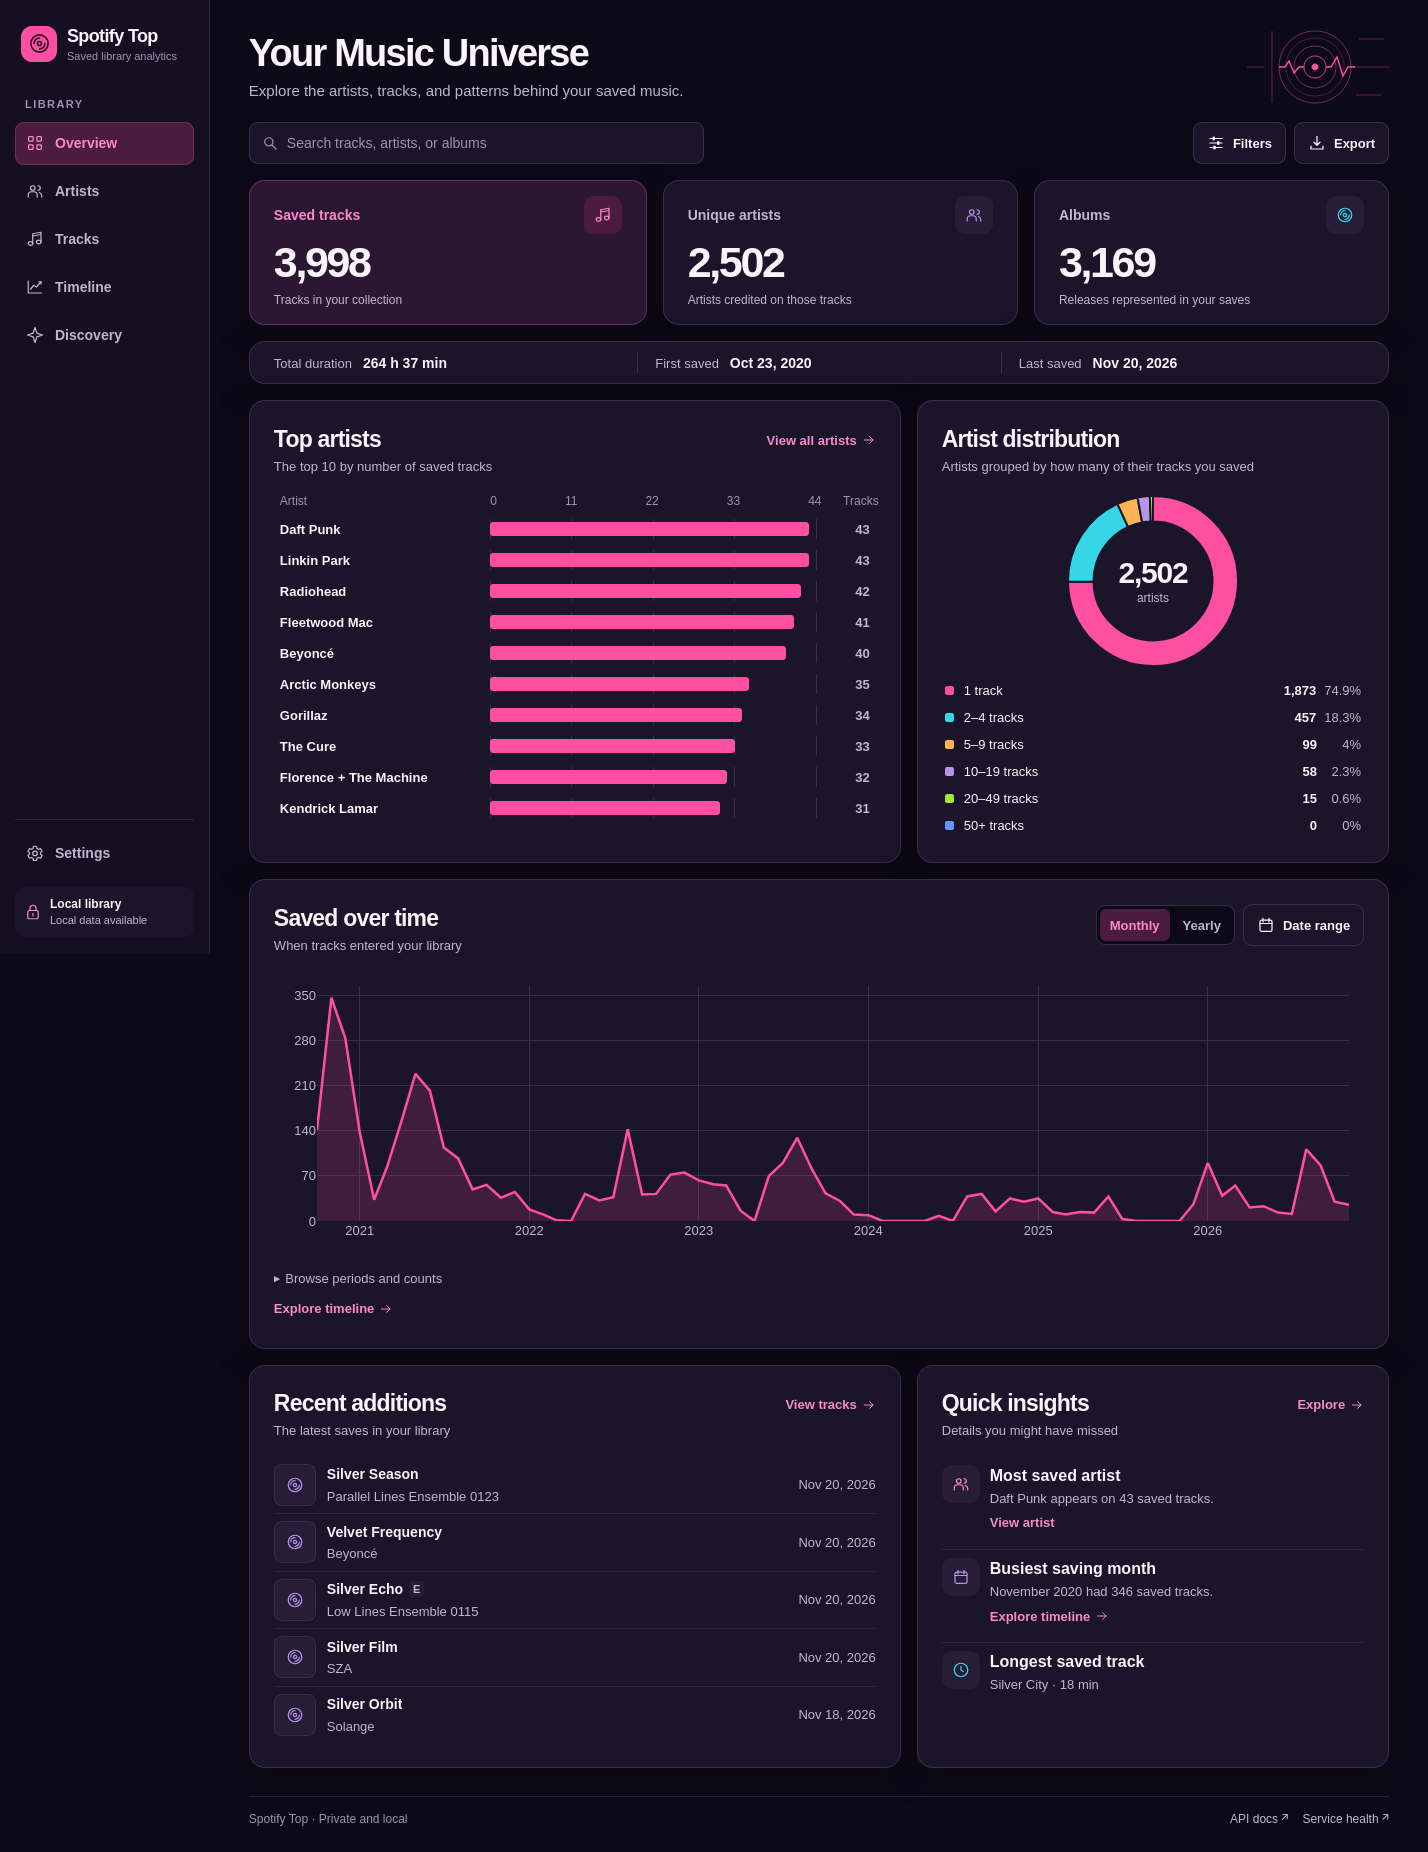 Spotify Top
Saved library analytics
LIBRARY
Overview
Artists
Tracks
Timeline
Discovery
Settings
Local library
Local data available
Your Music Universe
Explore the artists, tracks, and patterns behind your saved music.
Search tracks, artists, or albums
Filters
Export
Saved tracks
3,998
Tracks in your collection
Unique artists
2,502
Artists credited on those tracks
Albums
3,169
Releases represented in your saves
Total duration 264 h 37 min
First saved Oct 23, 2020
Last saved Nov 20, 2026
Top artists
View all artists →
The top 10 by number of saved tracks
Artist 0 11 22 33 44 Tracks
Daft Punk 43
Linkin Park 43
Radiohead 42
Fleetwood Mac 41
Beyoncé 40
Arctic Monkeys 35
Gorillaz 34
The Cure 33
Florence + The Machine 32
Kendrick Lamar 31
Artist distribution
Artists grouped by how many of their tracks you saved
2,502
artists
1 track 1,873 74.9%
2–4 tracks 457 18.3%
5–9 tracks 99 4%
10–19 tracks 58 2.3%
20–49 tracks 15 0.6%
50+ tracks 0 0%
Saved over time
When tracks entered your library
Monthly Yearly
Date range
350
280
210
140
70
0
2021 2022 2023 2024 2025 2026
▸ Browse periods and counts
Explore timeline →
Recent additions
View tracks →
The latest saves in your library
Silver Season
Parallel Lines Ensemble 0123
Nov 20, 2026
Velvet Frequency
Beyoncé
Nov 20, 2026
Silver Echo E
Low Lines Ensemble 0115
Nov 20, 2026
Silver Film
SZA
Nov 20, 2026
Silver Orbit
Solange
Nov 18, 2026
Quick insights
Explore →
Details you might have missed
Most saved artist
Daft Punk appears on 43 saved tracks.
View artist
Busiest saving month
November 2020 had 346 saved tracks.
Explore timeline →
Longest saved track
Silver City · 18 min
Spotify Top · Private and local
API docs ↗ Service health ↗